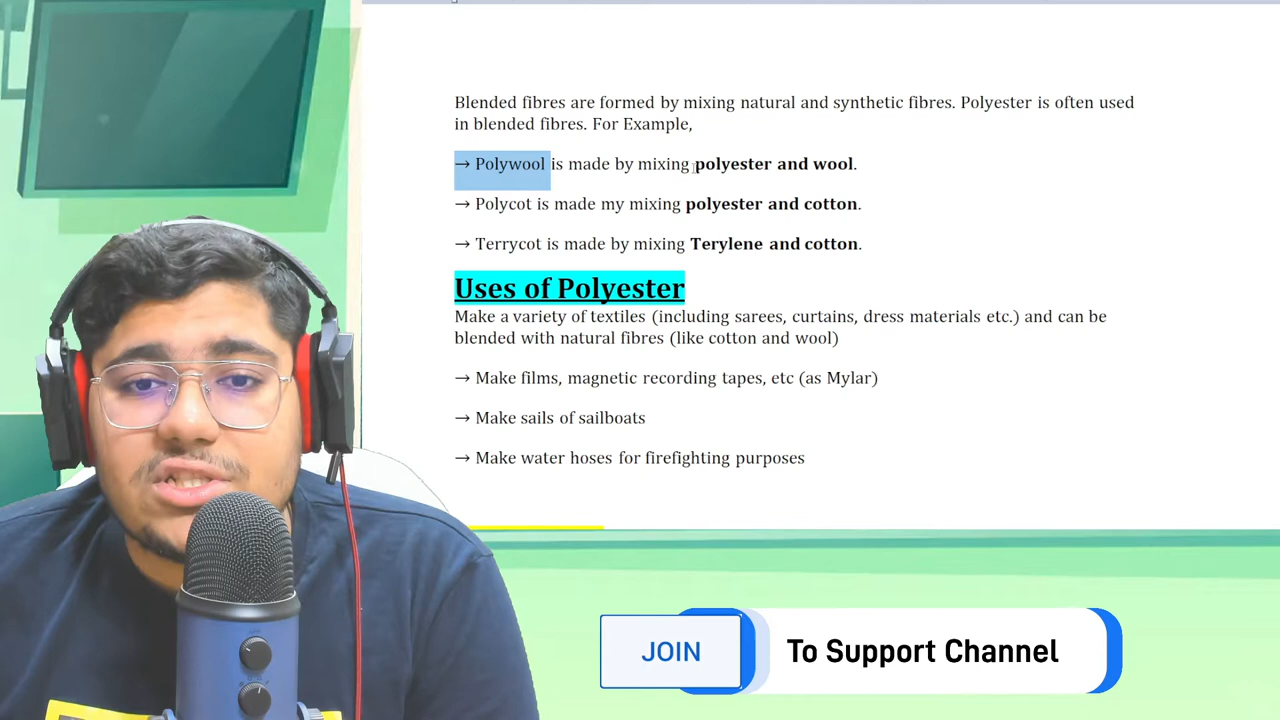 Blended fibres are formed by mixing natural and synthetic fibres. Polyester is often used
in blended fibres. For Example,
→ Polywool is made by mixing polyester and wool.
→ Polycot is made my mixing polyester and cotton.
→ Terrycot is made by mixing Terylene and cotton.
Uses of Polyester
Make a variety of textiles (including sarees, curtains, dress materials etc.) and can be
blended with natural fibres (like cotton and wool)
→ Make films, magnetic recording tapes, etc (as Mylar)
→ Make sails of sailboats
→ Make water hoses for firefighting purposes
JOIN
To Support Channel